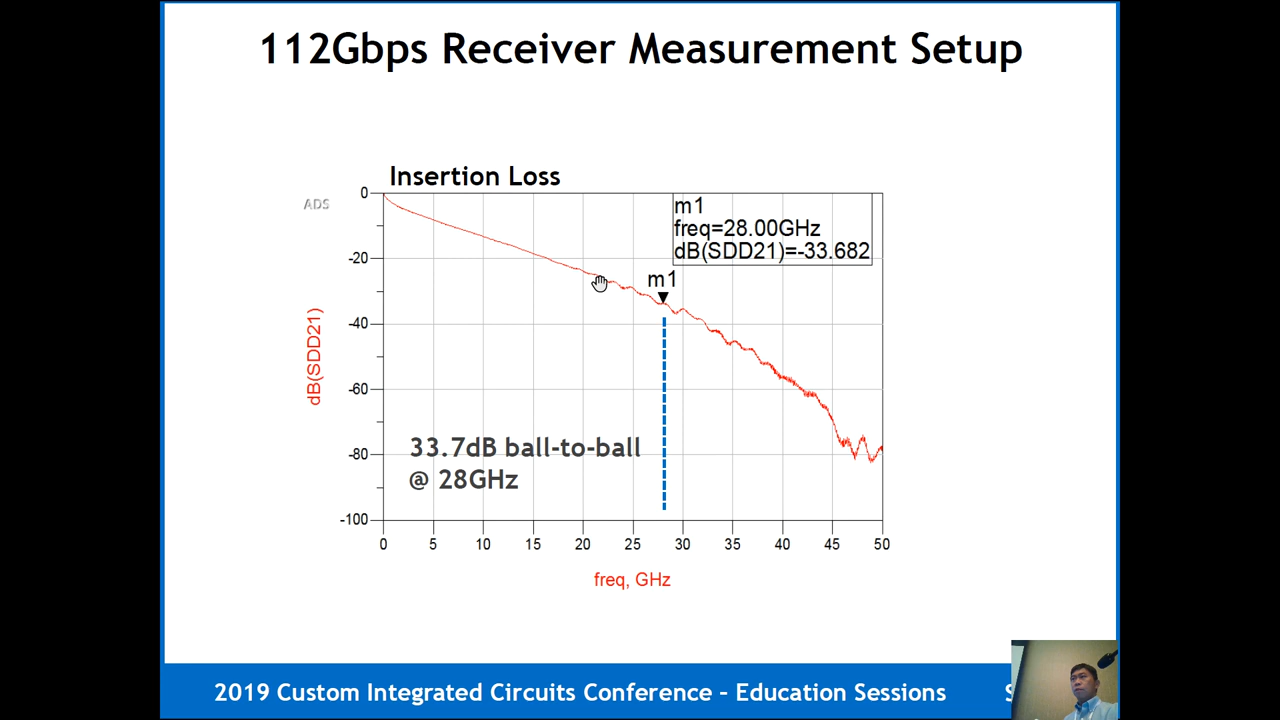 112Gbps Receiver Measurement Setup
Insertion Loss
ADS
m1
freq=28.00GHz
dB(SDD21)=-33.682
m1
0
-20
-40
-60
-80
-100
dB(SDD21)
33.7dB ball-to-ball
@ 28GHz
0 5 10 15 20 25 30 35 40 45 50
freq, GHz
2019 Custom Integrated Circuits Conference – Education Sessions